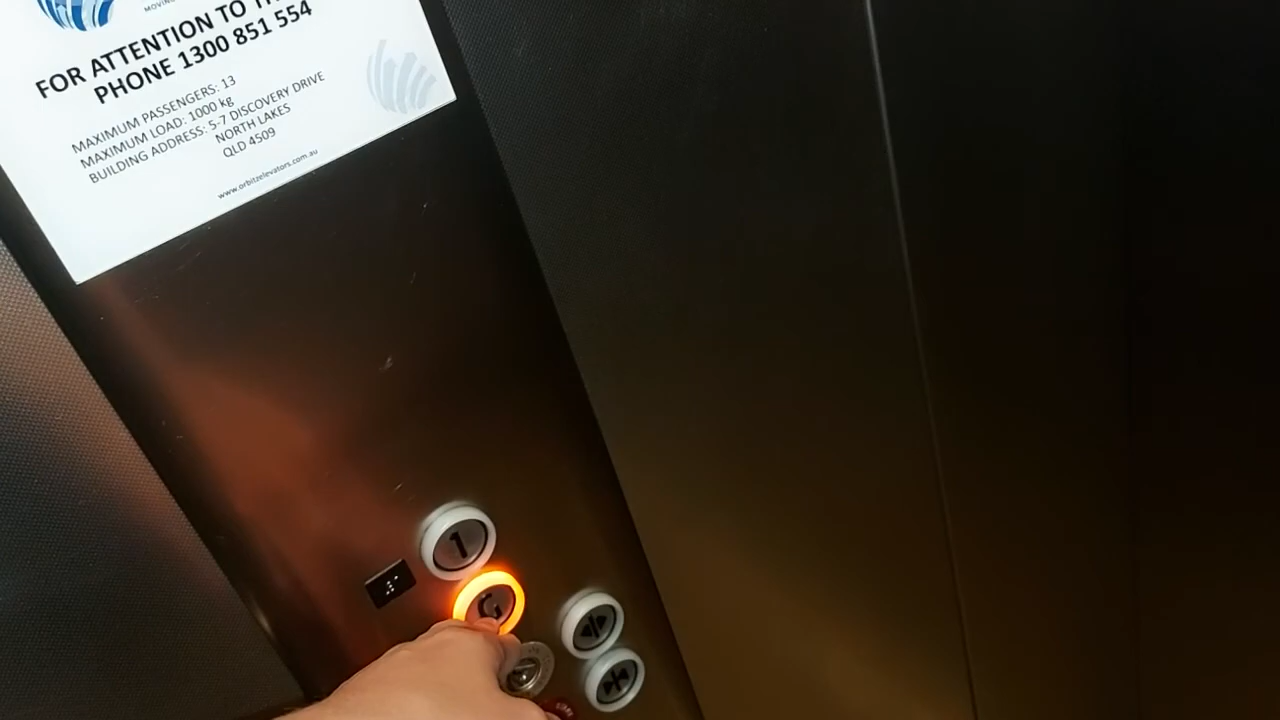 MOVING
FOR ATTENTION TO
PHONE 1300 851 554
MAXIMUM PASSENGERS: 13
MAXIMUM LOAD: 1000 kg
BUILDING ADDRESS: 5-7 DISCOVERY DRIVE
NORTH LAKES
QLD 4509
www.orbitzelevators.com.au
1
G